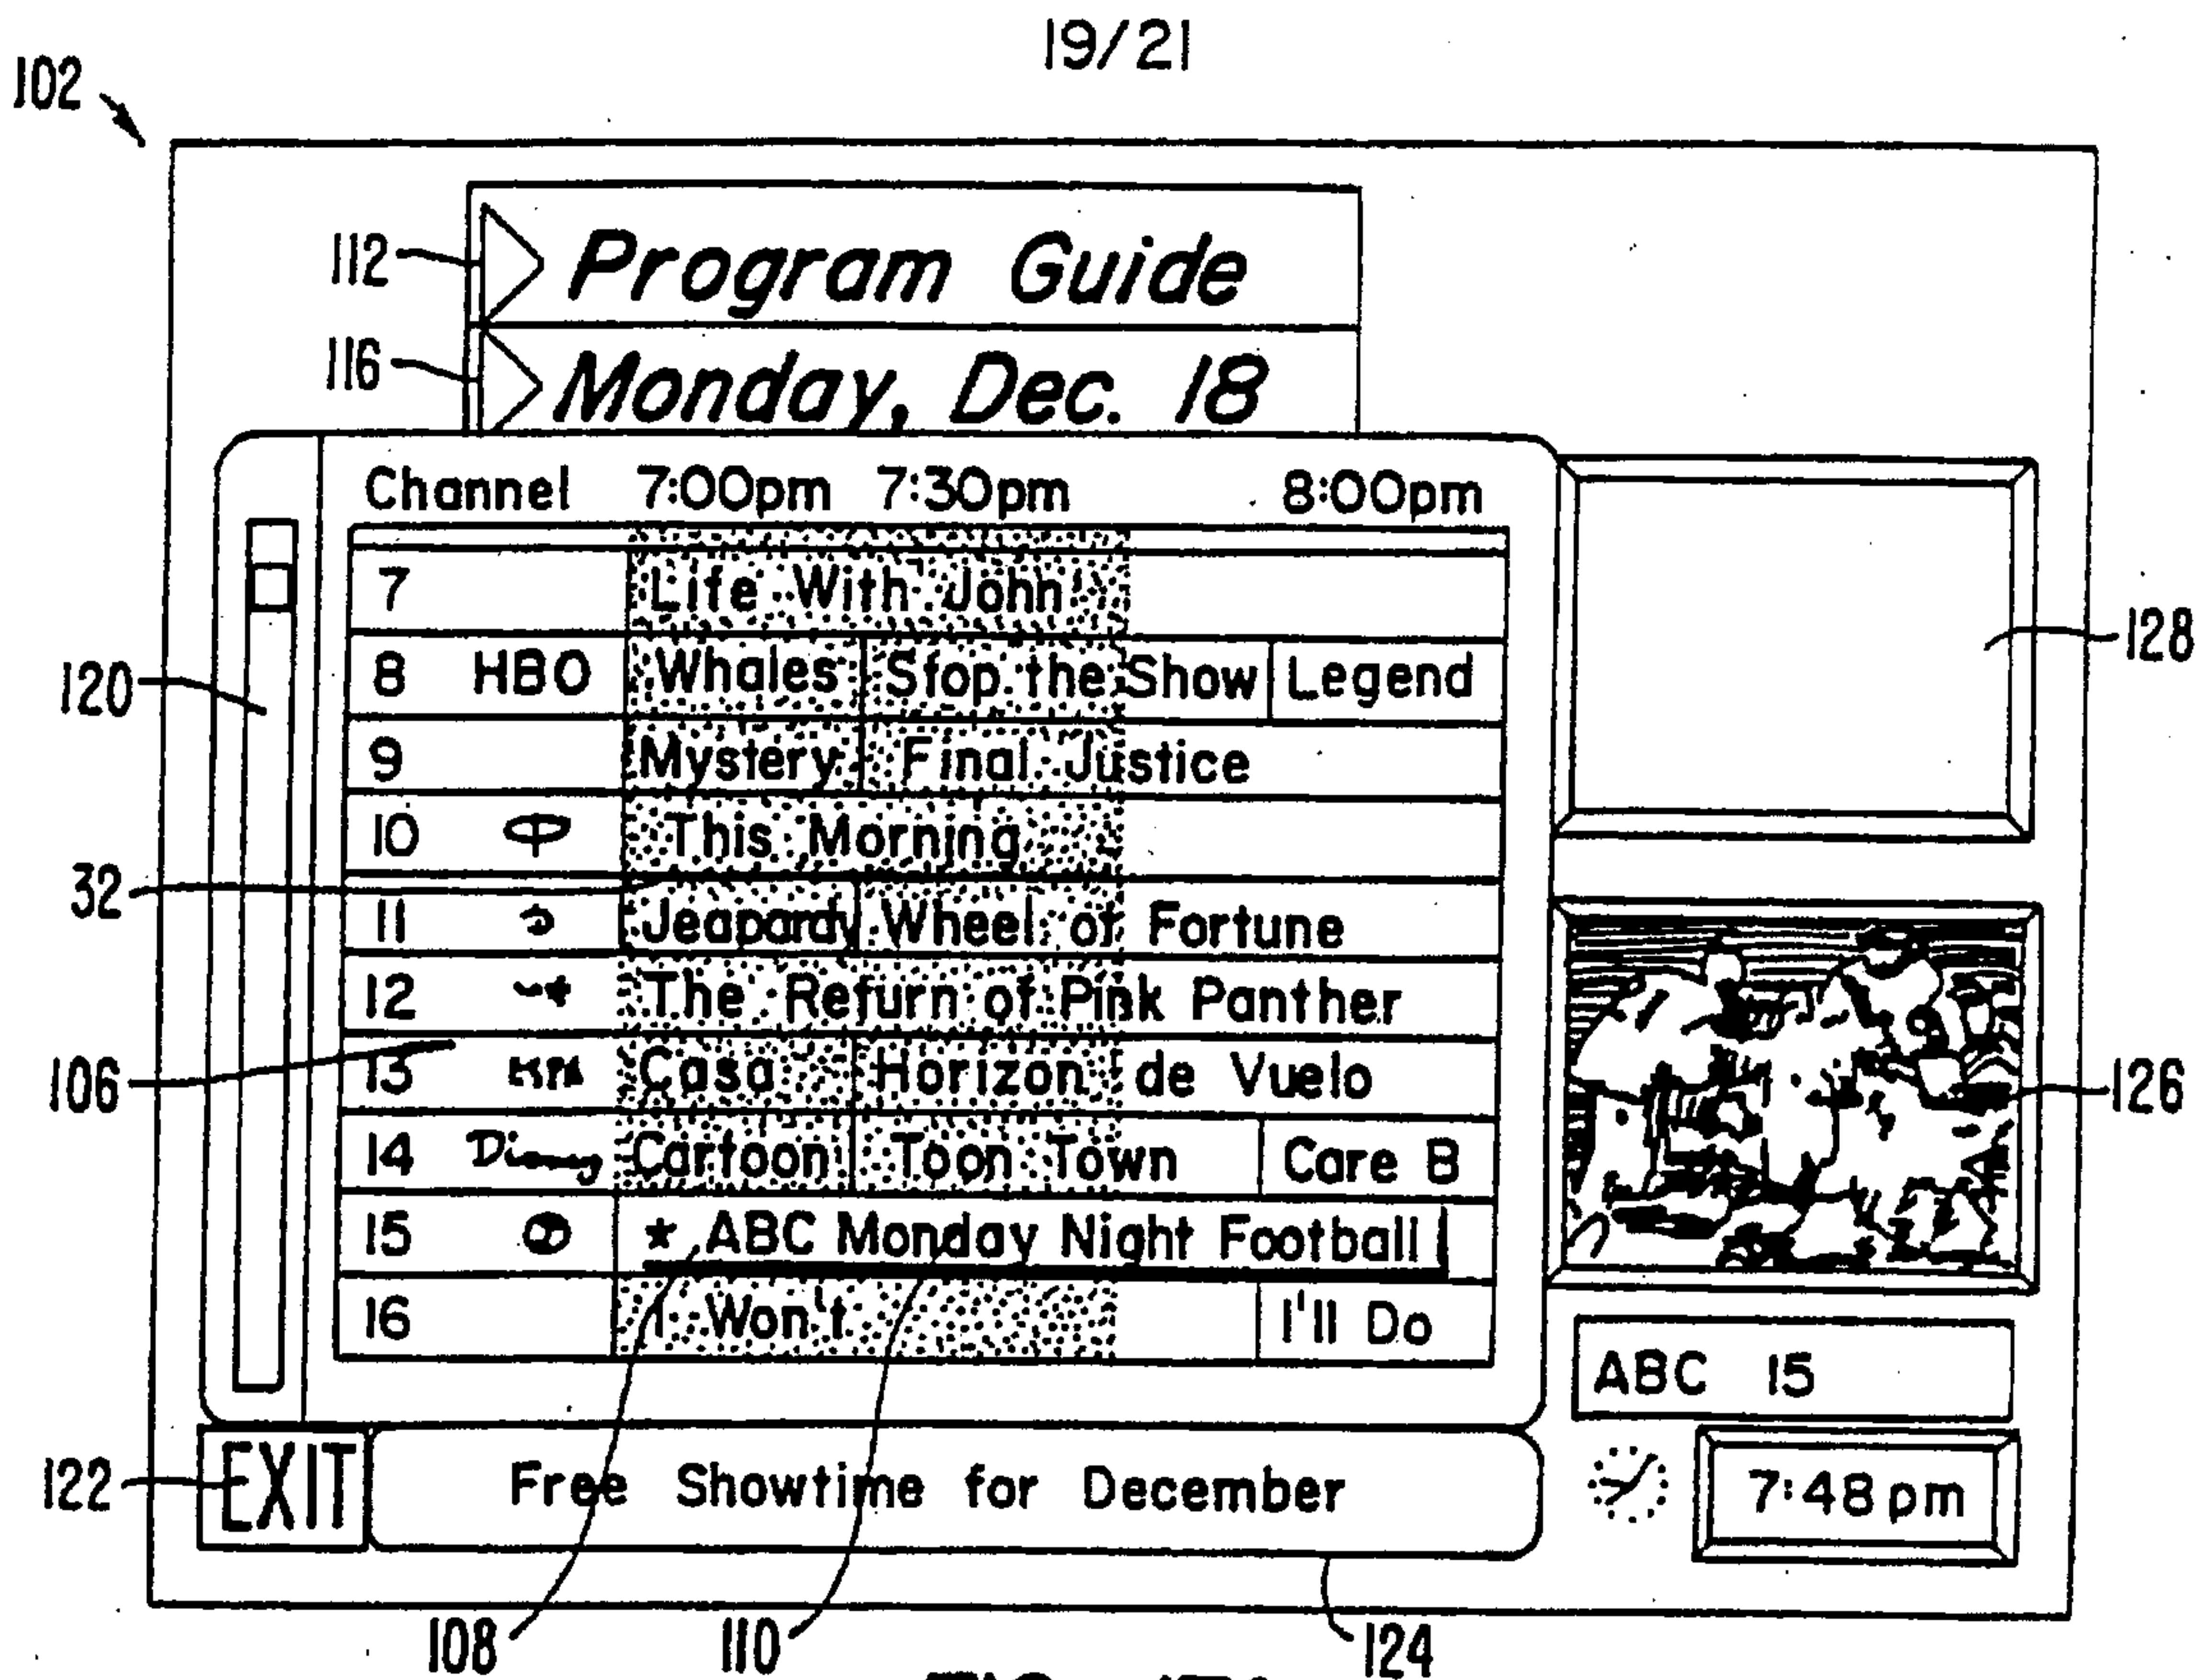 19/21
102
112 Program Guide
116 Monday, Dec. 18
Channel 7:00pm 7:30pm 8:00pm
7 Life With John
128
120 8 HBO Whales Stop the Show Legend
9 Mystery Final Justice
10 This Morning
32
11 Jeapardy Wheel of Fortune
12 The Return of Pink Panther
106 13 Casa Horizon de Vuelo
126
14 Disney Cartoon Toon Town Care B
15 * ABC Monday Night Football
16 I Won't I'll Do
ABC 15
122 EXIT Free Showtime for December 7:48pm
108 110 124